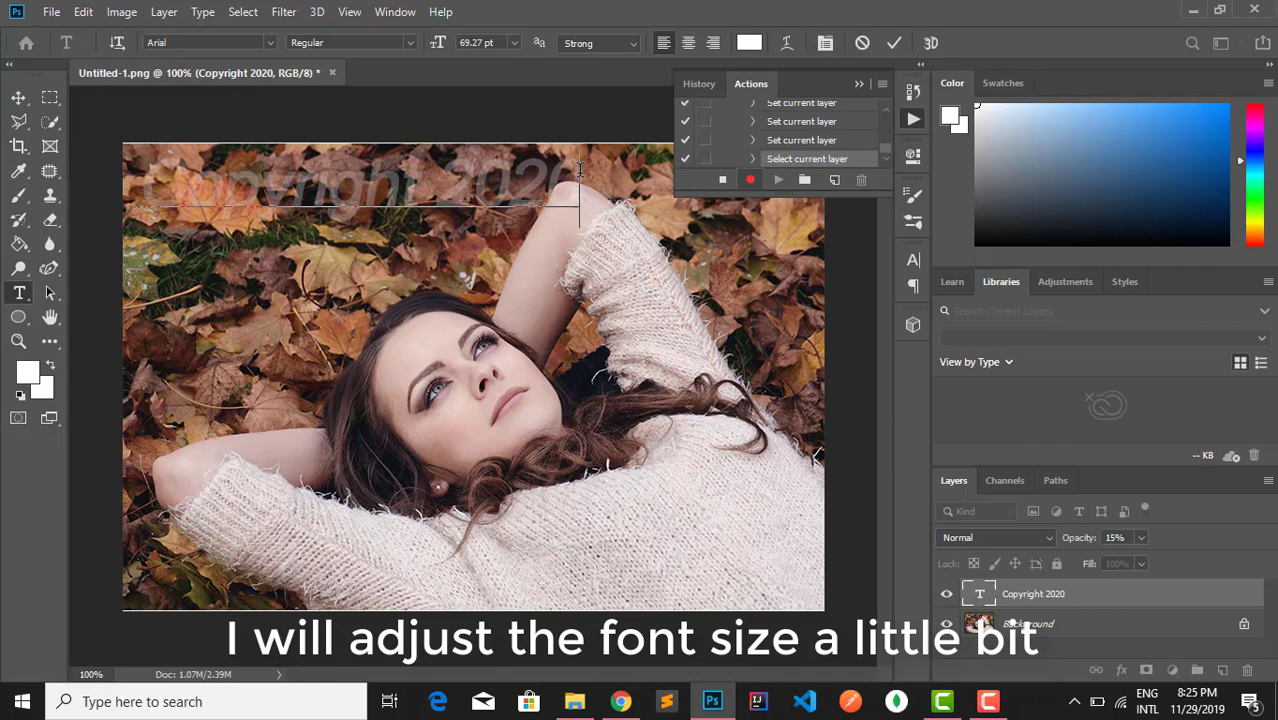 Ps File Edit Image Layer Type Select Filter 3D View Window Help
T Arial Regular 69.27 pt Strong 3D
Untitled-1.png @ 100% (Copyright 2020, RGB/8) *
History Actions
Set current layer
Set current layer
Set current layer
Select current layer
Color Swatches
Copyright 2020
Learn Libraries Adjustments Styles
Search Current Library
View by Type
-- KB
Layers Channels Paths
Kind
Normal Opacity: 15%
Lock: Fill: 100%
T Copyright 2020
Background
I will adjust the font size a little bit
100% Doc: 1.07M/2.39M
Type here to search
ENG
INTL
8:25 PM
11/29/2019
5